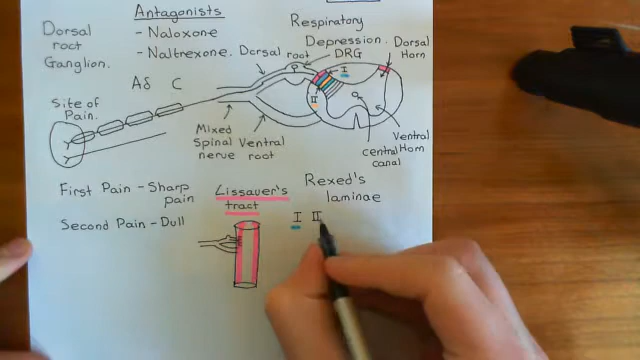 Antagonists
- Naloxone
- Naltrexone.
Dorsal
root
Ganglion.
Respiratory
Depression.
Dorsal root
DRG
Dorsal
Horn
I
II
Aδ C
Site of
Pain.
Mixed
Spinal
nerve
Ventral
root
Central
canal
Ventral
Horn
First Pain - Sharp
pain
Second Pain - Dull
Lissauer's
tract
Rexed's
laminae
I II